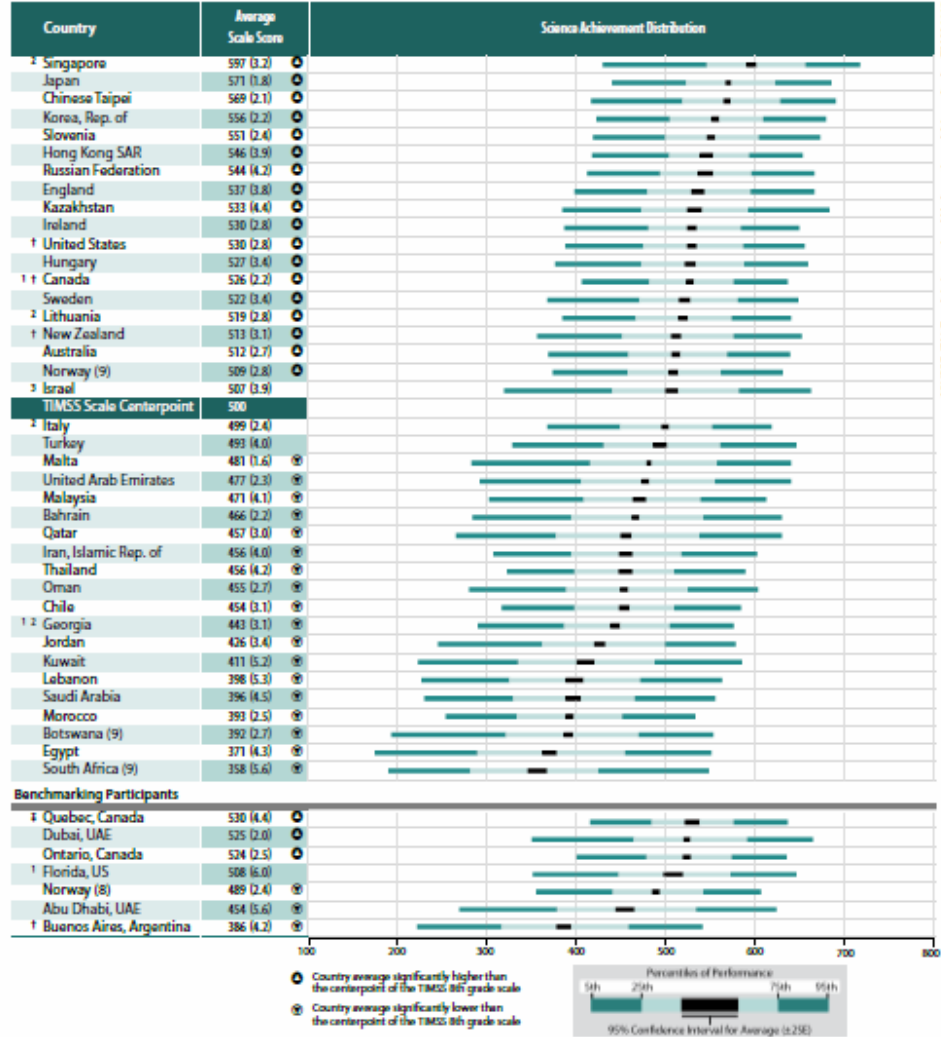 Country Average Scale Score Science Achievement Distribution
2 Singapore 597 (3.2)
Japan 571 (1.8)
Chinese Taipei 569 (2.1)
Korea, Rep. of 556 (2.2)
Slovenia 551 (2.4)
Hong Kong SAR 546 (3.9)
Russian Federation 544 (4.2)
England 537 (3.8)
Kazakhstan 533 (4.4)
Ireland 530 (2.8)
† United States 530 (2.8)
Hungary 527 (3.4)
1 † Canada 526 (2.2)
Sweden 522 (3.4)
2 Lithuania 519 (2.8)
† New Zealand 513 (3.1)
Australia 512 (2.7)
Norway (9) 509 (2.8)
3 Israel 507 (3.9)
TIMSS Scale Centerpoint 500
2 Italy 499 (2.4)
Turkey 493 (4.0)
Malta 481 (1.6)
United Arab Emirates 477 (2.3)
Malaysia 471 (4.1)
Bahrain 466 (2.2)
Qatar 457 (3.0)
Iran, Islamic Rep. of 456 (4.0)
Thailand 456 (4.2)
Oman 455 (2.7)
Chile 454 (3.1)
1 2 Georgia 443 (3.1)
Jordan 426 (3.4)
Kuwait 411 (5.2)
Lebanon 398 (5.3)
Saudi Arabia 396 (4.5)
Morocco 393 (2.5)
Botswana (9) 392 (2.7)
Egypt 371 (4.3)
South Africa (9) 358 (5.6)
Benchmarking Participants
‡ Quebec, Canada 530 (4.4)
Dubai, UAE 525 (2.0)
Ontario, Canada 524 (2.5)
1 Florida, US 508 (6.0)
Norway (8) 489 (2.4)
Abu Dhabi, UAE 454 (5.6)
† Buenos Aires, Argentina 386 (4.2)
100 200 300 400 500 600 700 800
Country average significantly higher than
the centerpoint of the TIMSS 8th grade scale
Country average significantly lower than
the centerpoint of the TIMSS 8th grade scale
Percentiles of Performance
5th 25th 75th 95th
95% Confidence Interval for Average (±2SE)